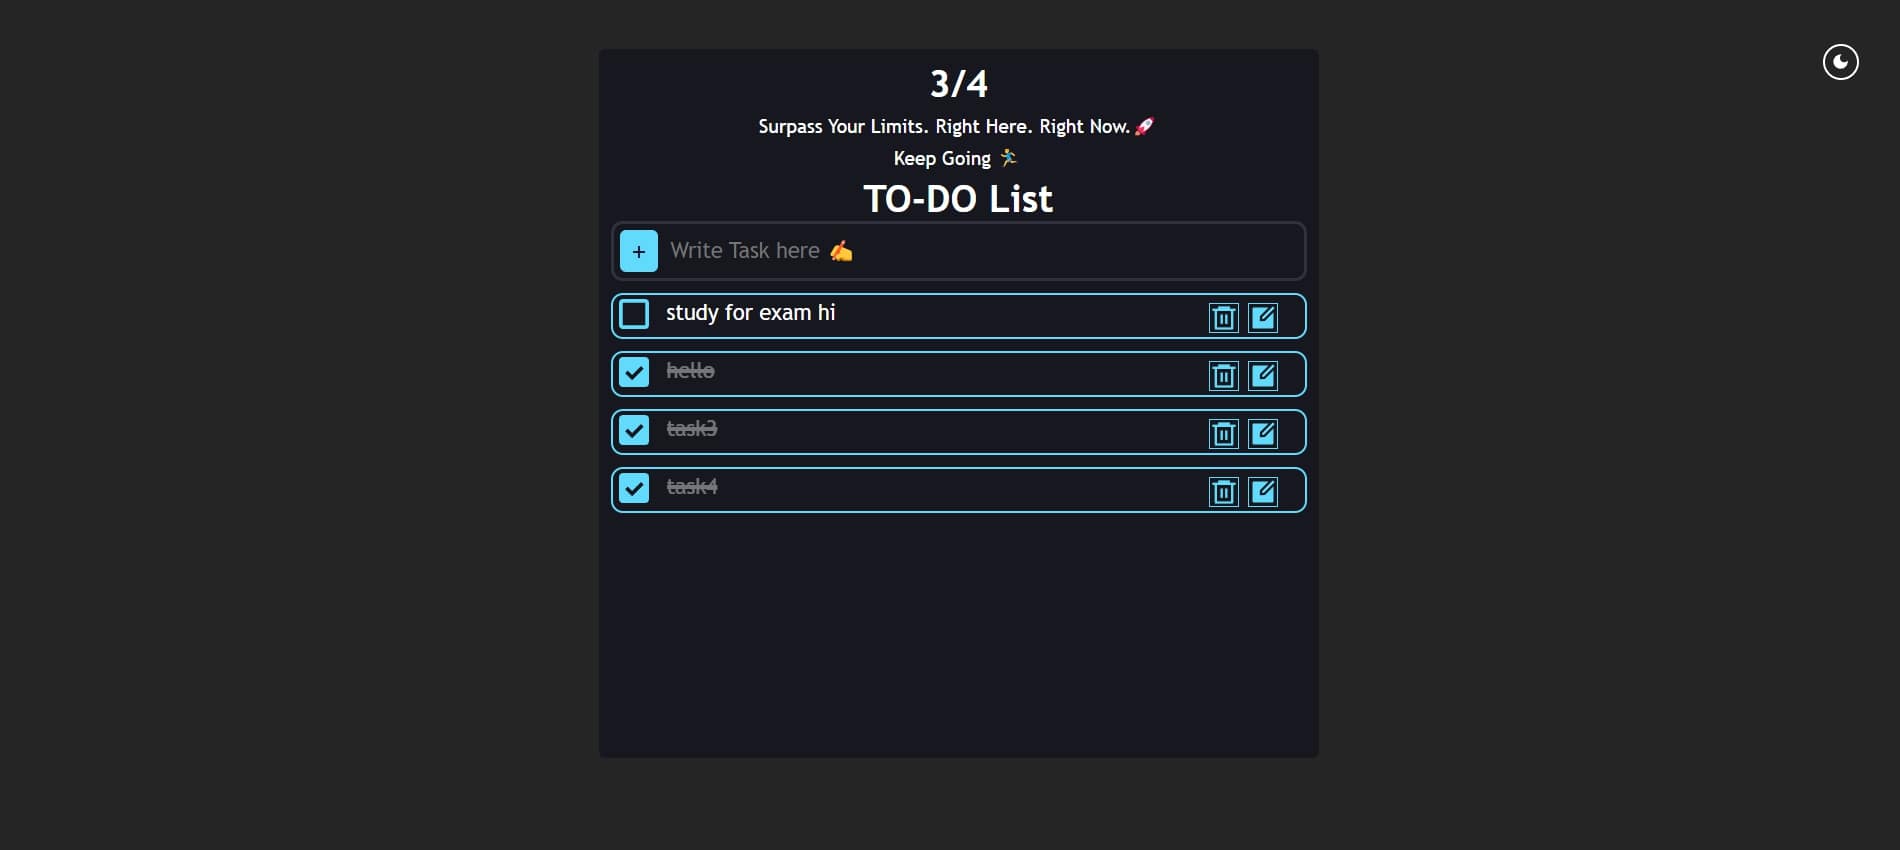 3/4
Surpass Your Limits. Right Here. Right Now.🚀
Keep Going 🏃
TO-DO List
+ Write Task here ✍️
study for exam hi
hello
task3
task4